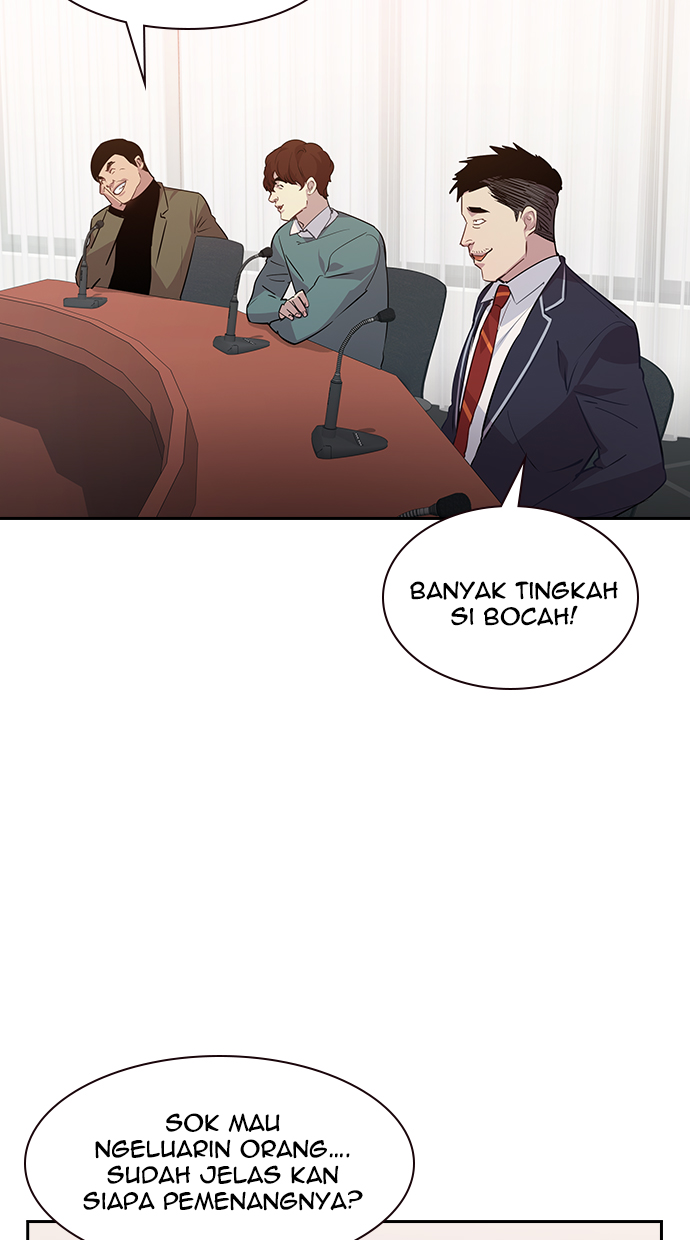 BANYAK TINGKAH
SI BOCAH!
SOK MAU
NGELUARIN ORANG....
SUDAH JELAS KAN
SIAPA PEMENANGNYA?